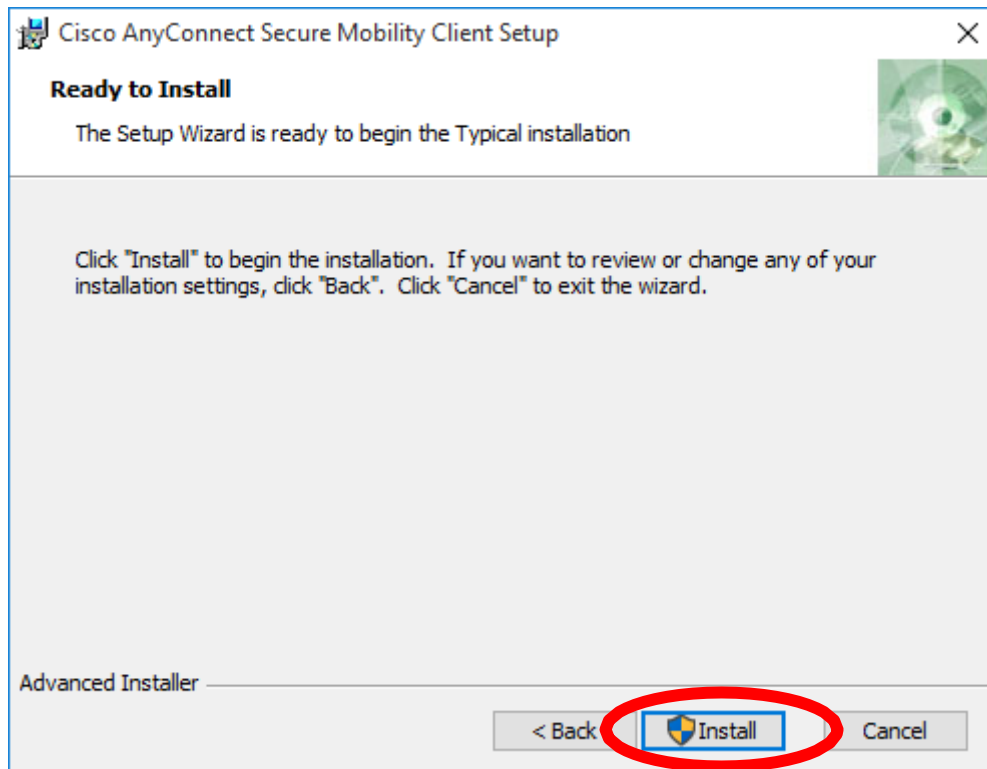 Cisco AnyConnect Secure Mobility Client Setup
Ready to Install
The Setup Wizard is ready to begin the Typical installation
Click "Install" to begin the installation.  If you want to review or change any of your
installation settings, click "Back".  Click "Cancel" to exit the wizard.
Advanced Installer
< Back Install Cancel